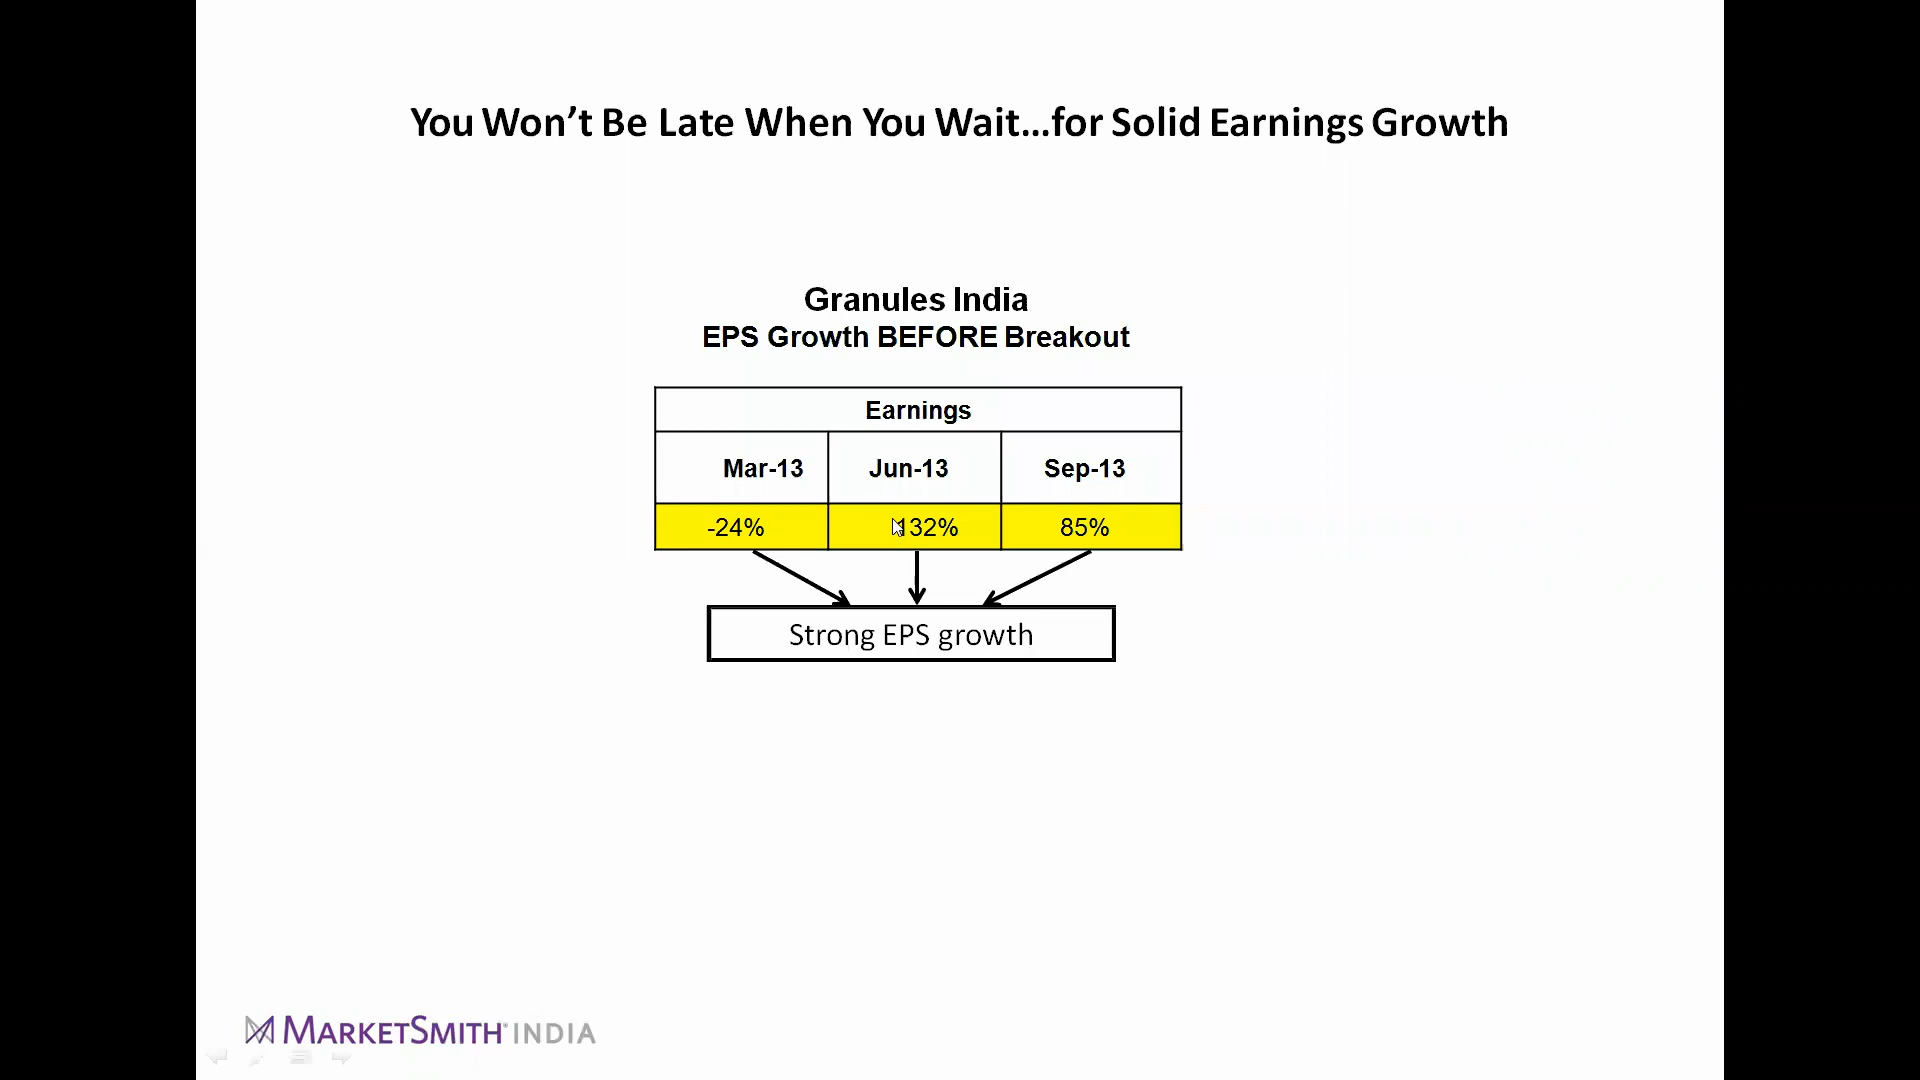 You Won’t Be Late When You Wait...for Solid Earnings Growth
Granules India
EPS Growth BEFORE Breakout
Earnings
Mar-13 Jun-13 Sep-13
-24% 132% 85%
Strong EPS growth
MARKETSMITH INDIA